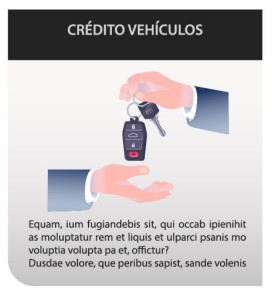 CRÉDITO VEHÍCULOS
Equam, ium fugiandebis sit, qui occab ipienihit
as moluptatur rem et liquis et ulparci psanis mo
voluptia volupta pa et, offictur?
Dusdae volore, que peribus sapist, sande volenis